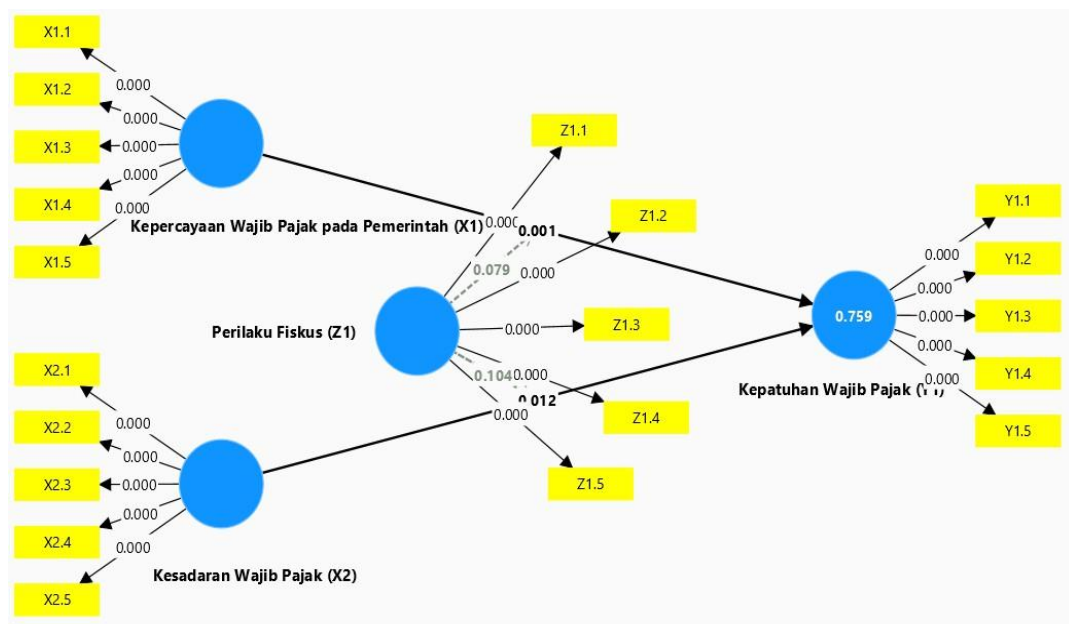 X1.1
0.000
X1.2
0.000
X1.3
0.000
X1.4
0.000
X1.5
0.000
Kepercayaan Wajib Pajak pada Pemerintah (X1)
Z1.1
0.001
Z1.2
0.079
0.000
Perilaku Fiskus (Z1)
0.000
Z1.3
0.104
0.000
Z1.4
0.012
0.000
Z1.5
X2.1
0.000
X2.2
0.000
X2.3
0.000
X2.4
0.000
X2.5
0.000
Kesadaran Wajib Pajak (X2)
0.759
Kepatuhan Wajib Pajak
Y1.1
0.000
Y1.2
0.000
Y1.3
0.000
Y1.4
0.000
Y1.5
0.000